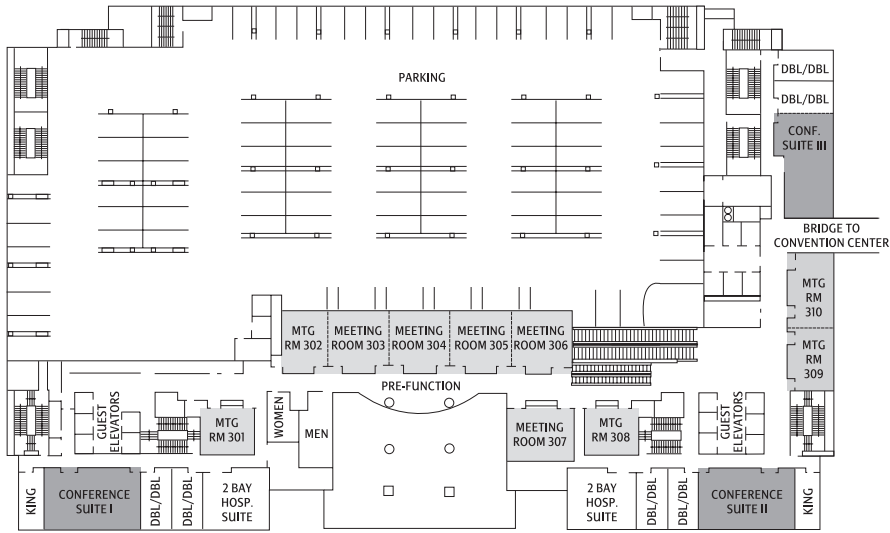 PARKING
DBL/DBL
DBL/DBL
CONF.
SUITE III
BRIDGE TO
CONVENTION CENTER
MTG
RM
310
MTG
RM
309
MTG
RM 302
MEETING
ROOM 303
MEETING
ROOM 304
MEETING
ROOM 305
MEETING
ROOM 306
PRE-FUNCTION
GUEST
ELEVATORS
MTG
RM 301
WOMEN
MEN
MEETING
ROOM 307
MTG
RM 308
GUEST
ELEVATORS
KING
CONFERENCE
SUITE I
DBL/DBL
DBL/DBL
2 BAY
HOSP.
SUITE
2 BAY
HOSP.
SUITE
DBL/DBL
DBL/DBL
CONFERENCE
SUITE II
KING